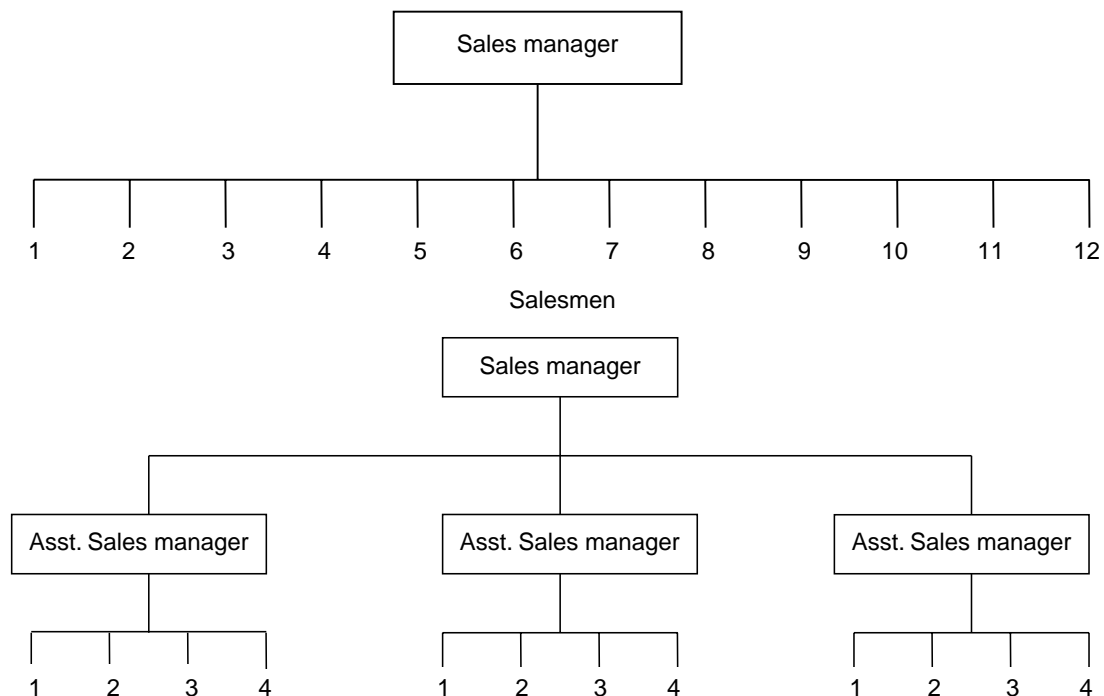 Sales manager
1 2 3 4 5 6 7 8 9 10 11 12
Salesmen
Sales manager
Asst. Sales manager Asst. Sales manager Asst. Sales manager
1 2 3 4 1 2 3 4 1 2 3 4